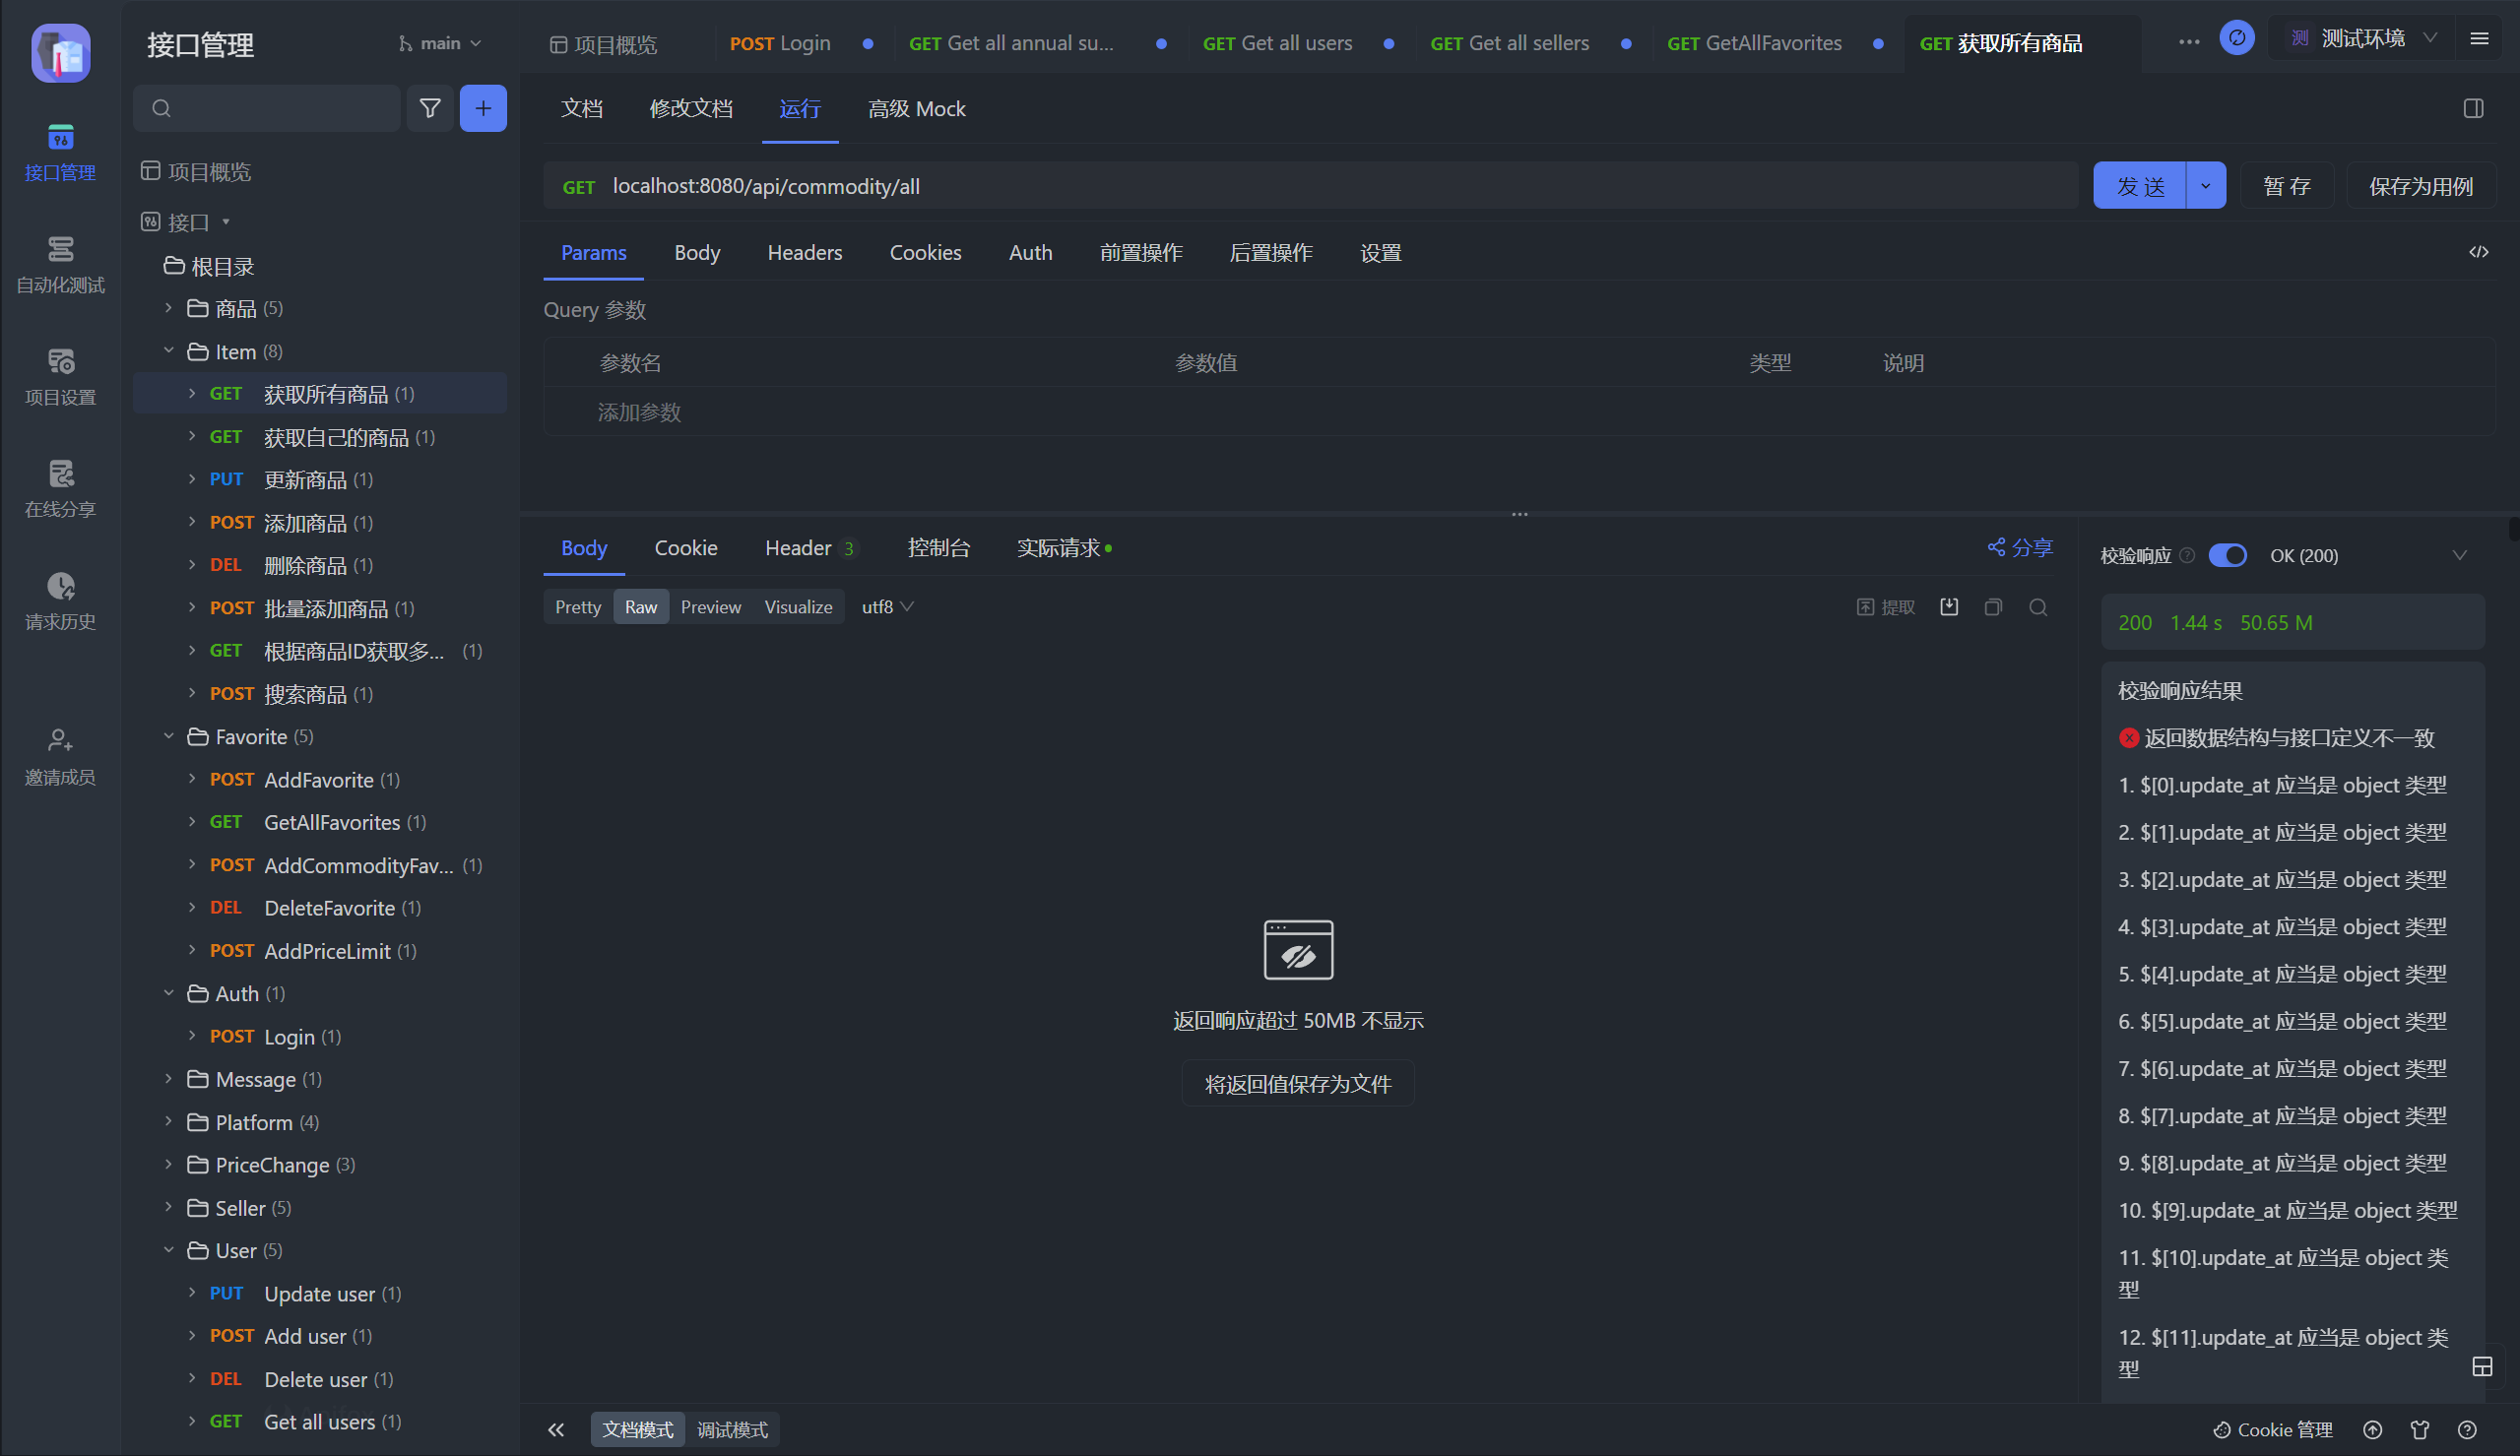 接口管理
自动化测试
项目设置
在线分享
请求历史
邀请成员
接口管理
main
项目概览
接口
根目录
商品 (5)
Item (8)
GET 获取所有商品 (1)
GET 获取自己的商品 (1)
PUT 更新商品 (1)
POST 添加商品 (1)
DEL 删除商品 (1)
POST 批量添加商品 (1)
GET 根据商品ID获取多... (1)
POST 搜索商品 (1)
Favorite (5)
POST AddFavorite (1)
GET GetAllFavorites (1)
POST AddCommodityFav... (1)
DEL DeleteFavorite (1)
POST AddPriceLimit (1)
Auth (1)
POST Login (1)
Message (1)
Platform (4)
PriceChange (3)
Seller (5)
User (5)
PUT Update user (1)
POST Add user (1)
DEL Delete user (1)
GET Get all users (1)
项目概览
POST Login
GET Get all annual su...
GET Get all users
GET Get all sellers
GET GetAllFavorites
GET 获取所有商品
测 测试环境
文档 修改文档 运行 高级 Mock
GET localhost:8080/api/commodity/all
发 送
暂 存
保存为用例
Params Body Headers Cookies Auth 前置操作 后置操作 设置
Query 参数
参数名 参数值 类型 说明
添加参数
Body Cookie Header 3 控制台 实际请求
分享
Pretty Raw Preview Visualize utf8
提取
返回响应超过 50MB 不显示
将返回值保存为文件
校验响应 OK (200)
200 1.44 s 50.65 M
校验响应结果
返回数据结构与接口定义不一致
1. $[0].update_at 应当是 object 类型
2. $[1].update_at 应当是 object 类型
3. $[2].update_at 应当是 object 类型
4. $[3].update_at 应当是 object 类型
5. $[4].update_at 应当是 object 类型
6. $[5].update_at 应当是 object 类型
7. $[6].update_at 应当是 object 类型
8. $[7].update_at 应当是 object 类型
9. $[8].update_at 应当是 object 类型
10. $[9].update_at 应当是 object 类型
11. $[10].update_at 应当是 object 类
型
12. $[11].update_at 应当是 object 类
型
文档模式 调试模式
Cookie 管理